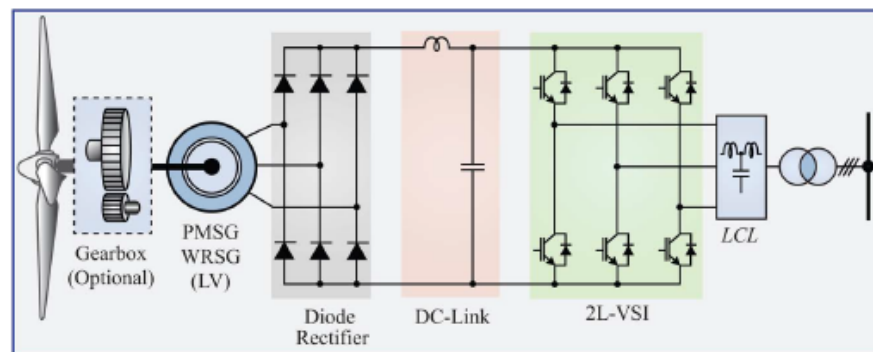 Gearbox
(Optional)
PMSG
WRSG
(LV)
Diode
Rectifier
DC-Link
2L-VSI
LCL